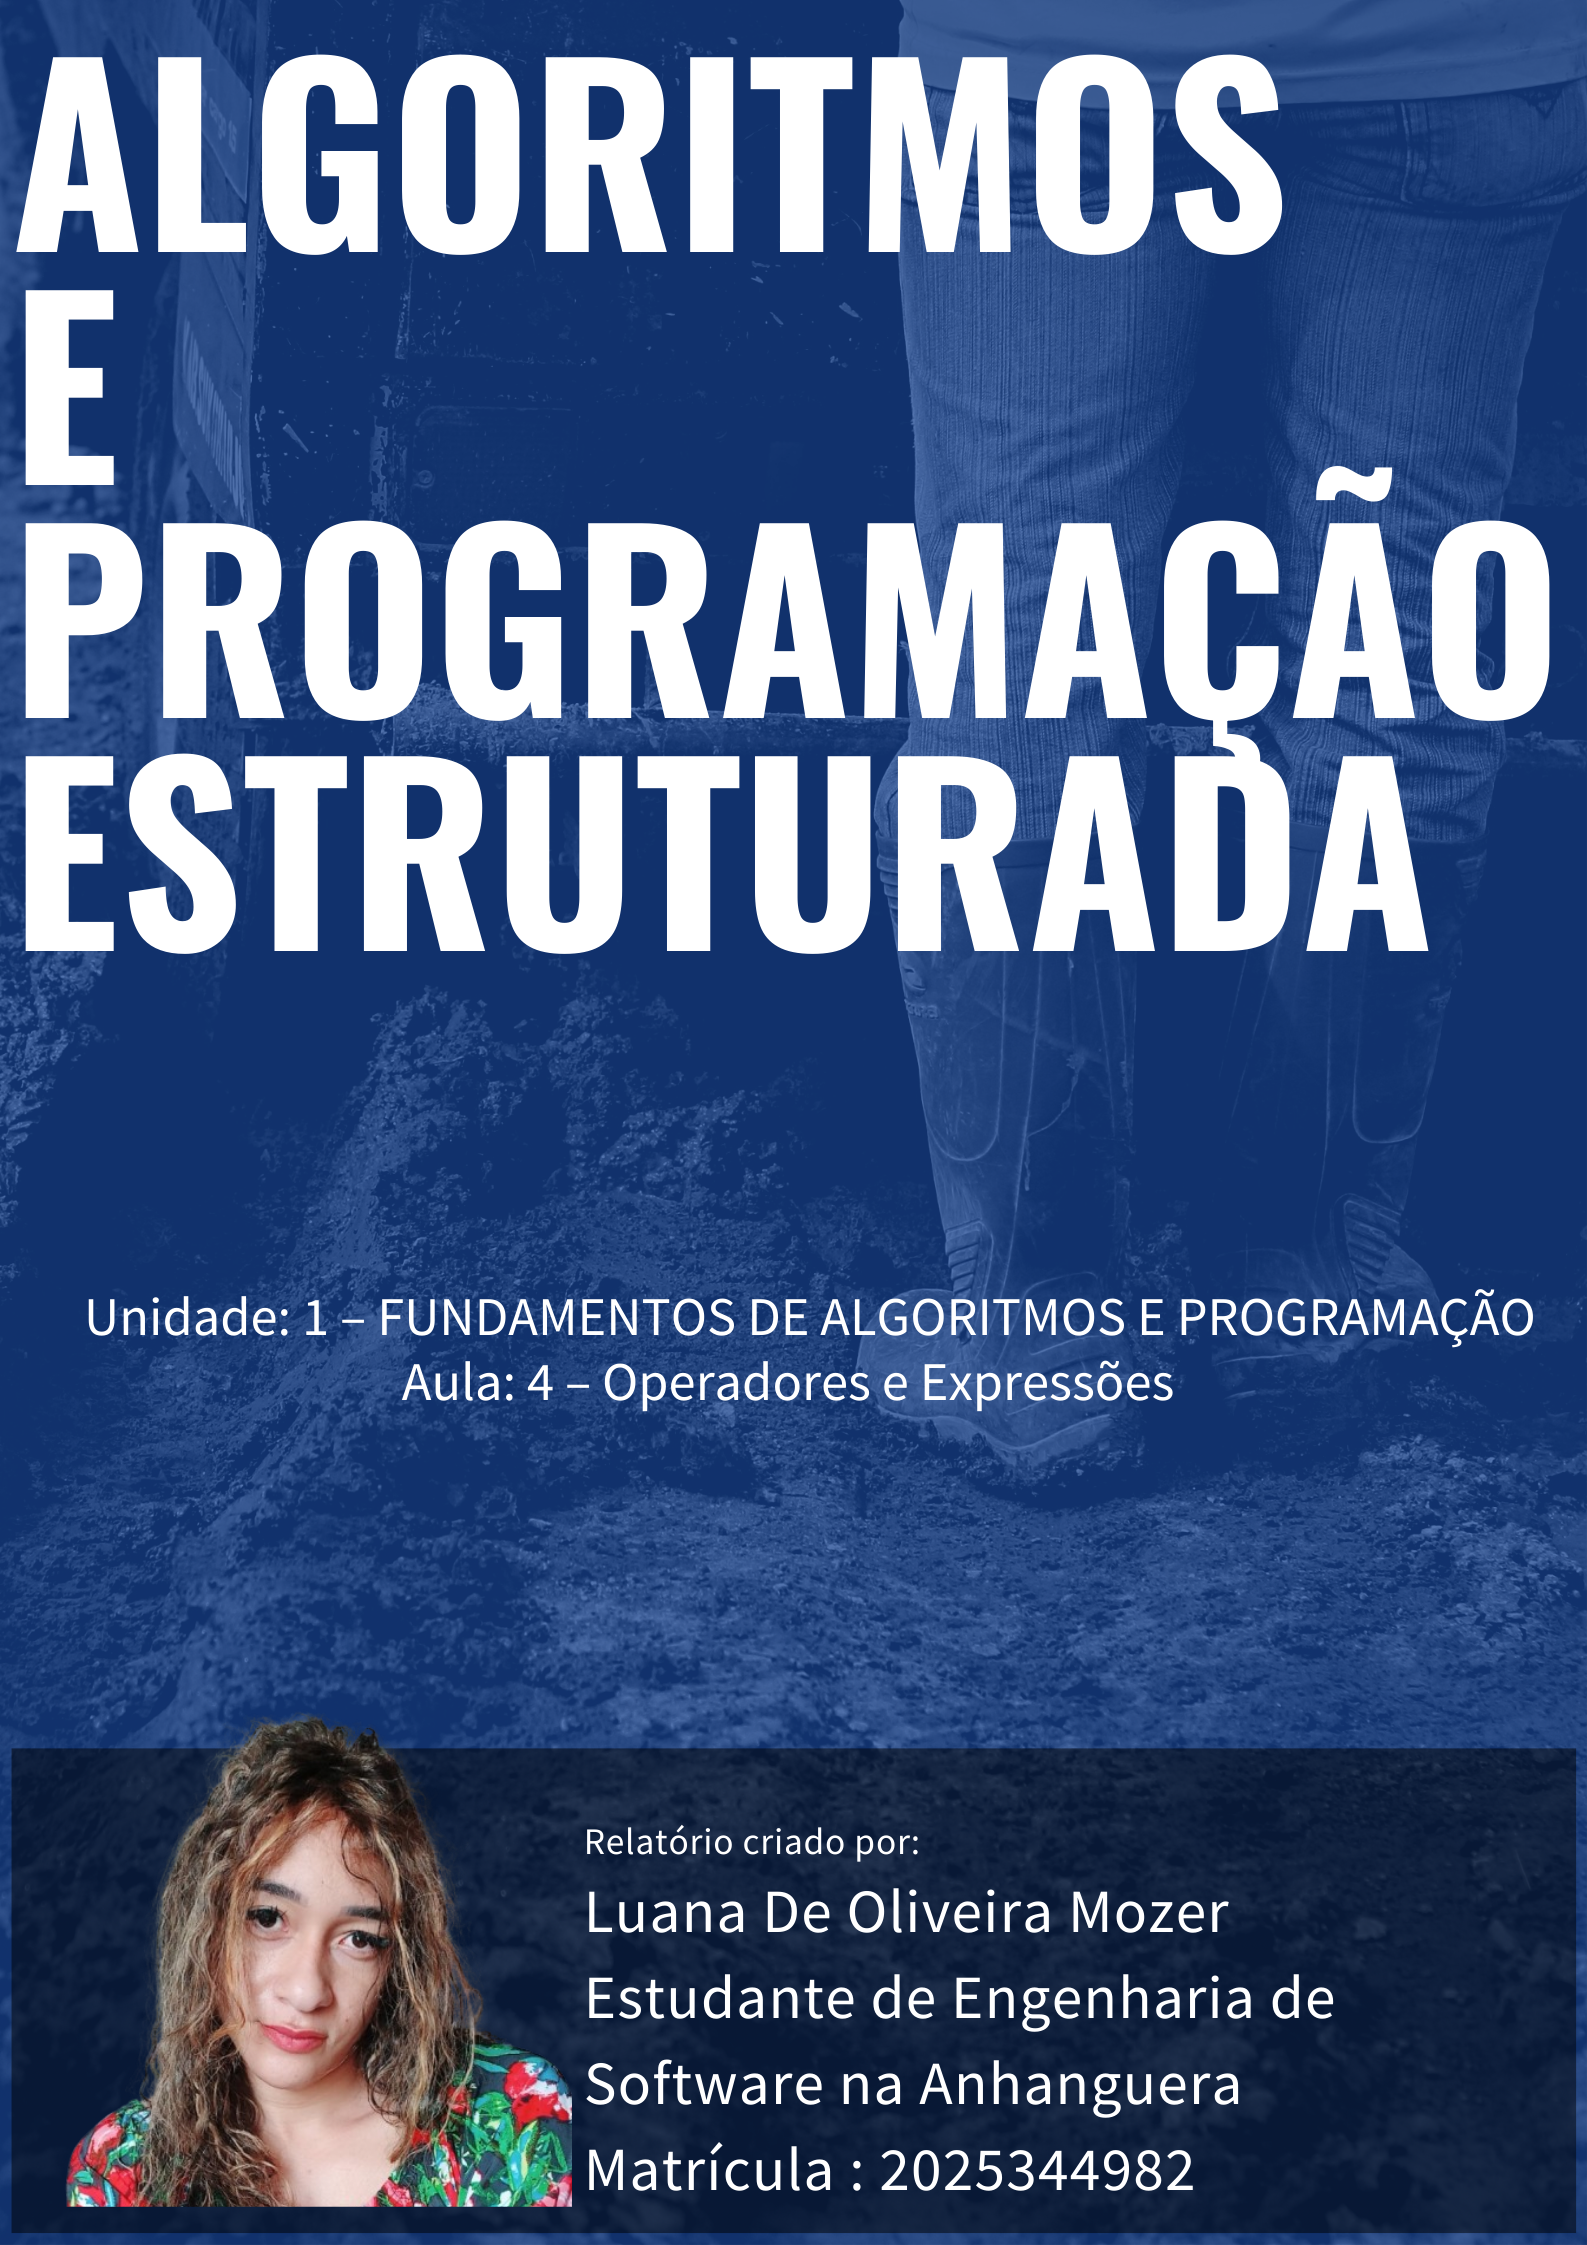 ALGORITMOS
E
PROGRAMAÇÃO
ESTRUTURADA
Unidade: 1 – FUNDAMENTOS DE ALGORITMOS E PROGRAMAÇÃO
Aula: 4 – Operadores e Expressões
Relatório criado por:
Luana De Oliveira Mozer
Estudante de Engenharia de
Software na Anhanguera
Matrícula : 2025344982